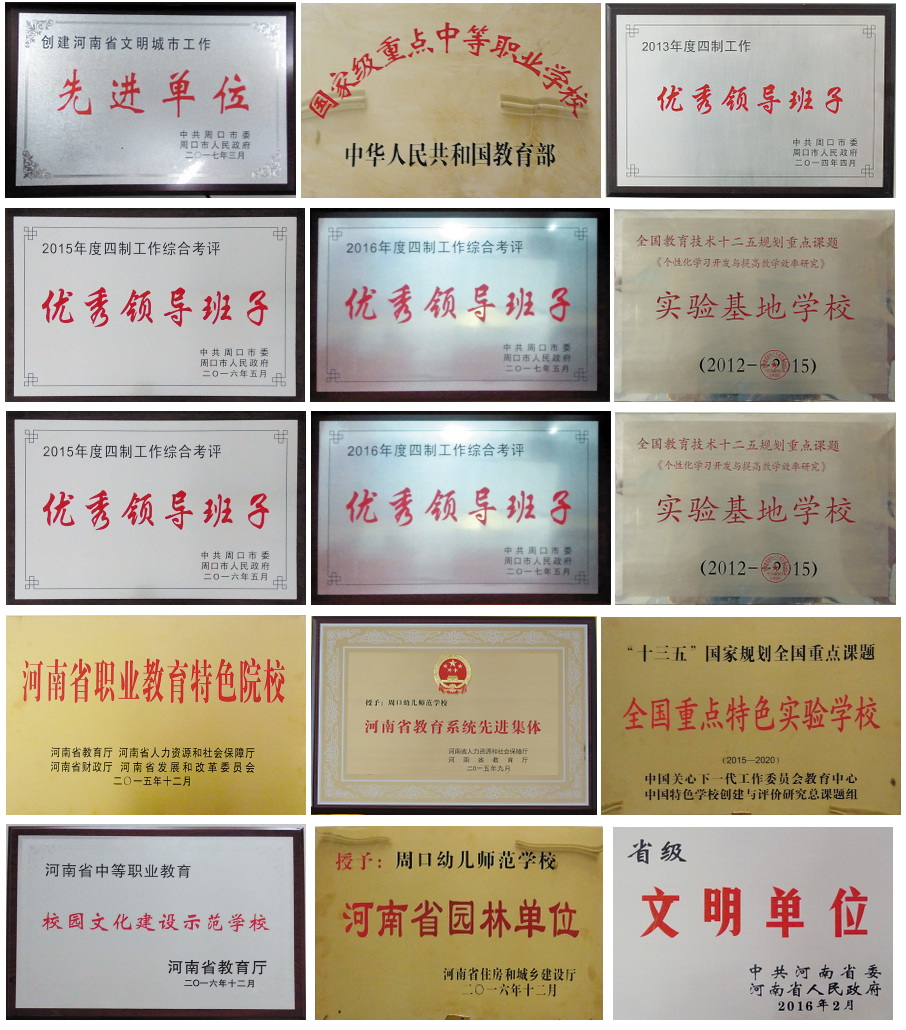 创建河南省文明城市工作
先进单位
中共周口市委
周口市人民政府
二〇一七年三月
国家级重点中等职业学校
中华人民共和国教育部
2013年度四制工作
优秀领导班子
中共周口市委
周口市人民政府
二〇一四年四月
2015年度四制工作综合考评
优秀领导班子
中共周口市委
周口市人民政府
二〇一六年五月
2016年度四制工作综合考评
优秀领导班子
中共周口市委
周口市人民政府
二〇一七年五月
全国教育技术十二五规划重点课题
《个性化学习开发与提高教学效率研究》
实验基地学校
(2012--2015)
2015年度四制工作综合考评
优秀领导班子
中共周口市委
周口市人民政府
二〇一六年五月
2016年度四制工作综合考评
优秀领导班子
中共周口市委
周口市人民政府
二〇一七年五月
全国教育技术十二五规划重点课题
《个性化学习开发与提高教学效率研究》
实验基地学校
(2012--2015)
河南省职业教育特色院校
河南省教育厅 河南省人力资源和社会保障厅
河南省财政厅 河南省发展和改革委员会
二〇一五年十二月
授予：周口幼儿师范学校
河南省教育系统先进集体
河南省人力资源和社会保障厅
河南省教育厅
二〇一五年九月
“十三五”国家规划全国重点课题
全国重点特色实验学校
(2015—2020)
中国关心下一代工作委员会教育中心
中国特色学校创建与评价研究总课题组
河南省中等职业教育
校园文化建设示范学校
河南省教育厅
二〇一六年十二月
授予：周口幼儿师范学校
河南省园林单位
河南省住房和城乡建设厅
二〇一六年十二月
省级
文明单位
中共河南省委
河南省人民政府
2016年2月